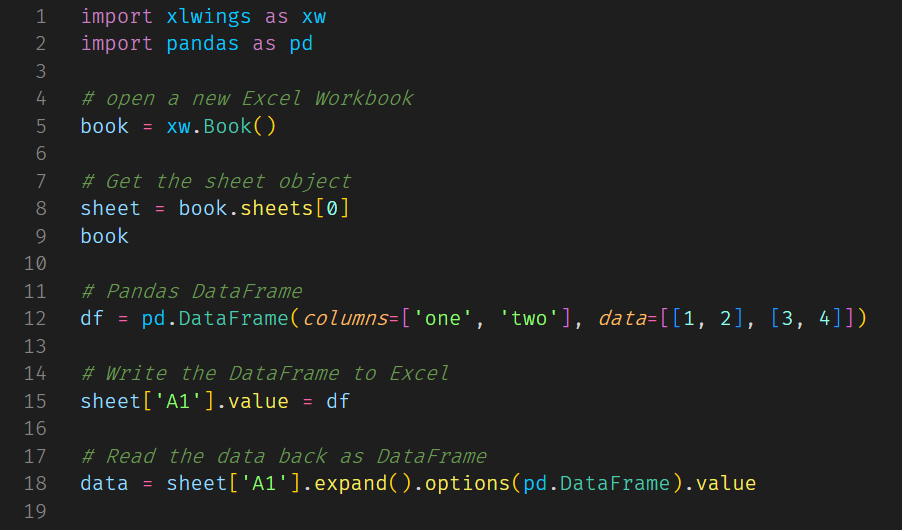 1 import xlwings as xw
2 import pandas as pd
3
4 # open a new Excel Workbook
5 book = xw.Book()
6
7 # Get the sheet object
8 sheet = book.sheets[0]
9 book
10
11 # Pandas DataFrame
12 df = pd.DataFrame(columns=['one', 'two'], data=[[1, 2], [3, 4]])
13
14 # Write the DataFrame to Excel
15 sheet['A1'].value = df
16
17 # Read the data back as DataFrame
18 data = sheet['A1'].expand().options(pd.DataFrame).value
19